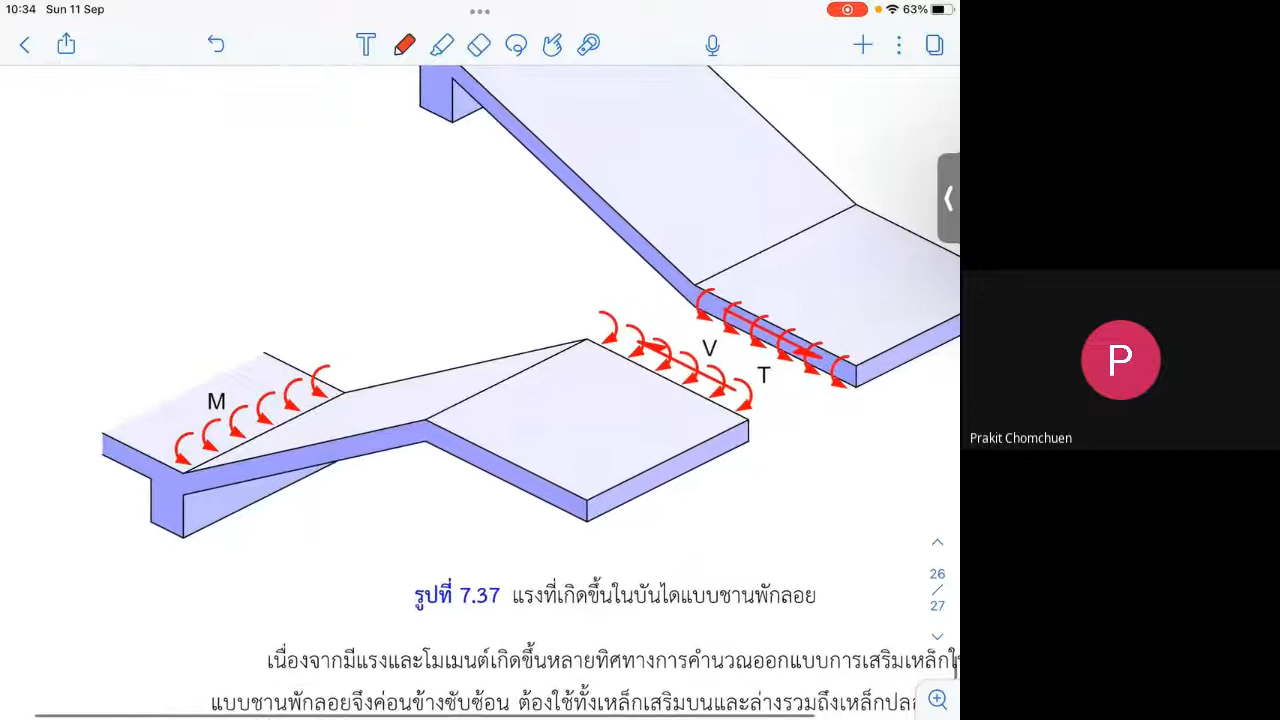 10:34 Sun 11 Sep
63%
T
V
T
M
P
Prakit Chomchuen
26
27
รูปที่ 7.37 แรงที่เกิดขึ้นในบันไดแบบชานพักลอย
เนื่องจากมีแรงและโมเมนต์เกิดขึ้นหลายทิศทางการคำนวณออกแบบการเสริมเหล็ก
แบบชานพักลอยจึงค่อนข้างซับซ้อน ต้องใช้ทั้งเหล็กเสริมบนและล่างรวมถึงเหล็ก